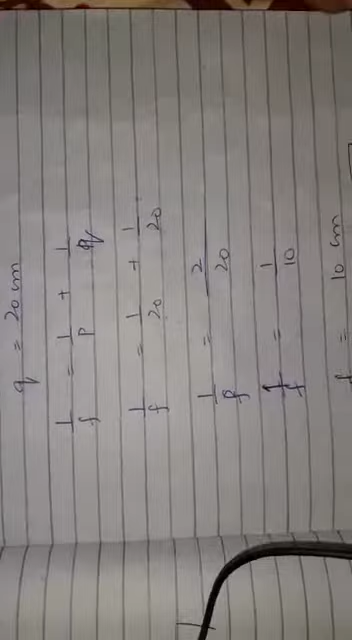 q = 20 cm
1/f = 1/p + 1/q
1/f = 1/20 + 1/20
1/f = 2/20
1/f = 1/10
f = 10 cm